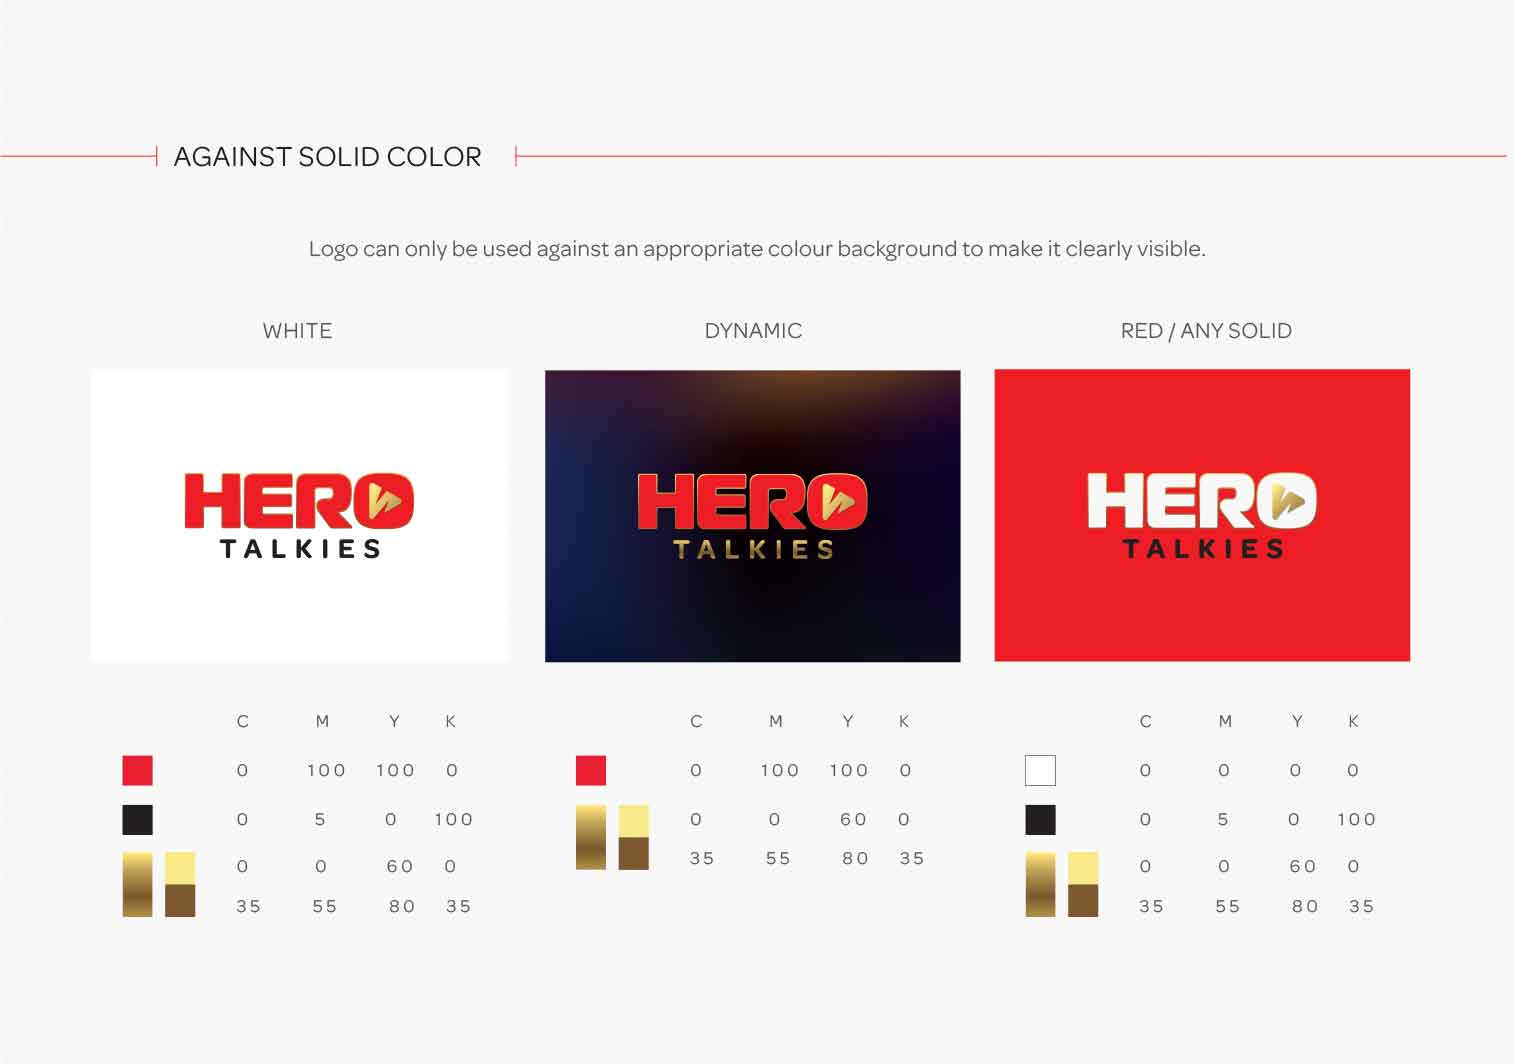 AGAINST SOLID COLOR
Logo can only be used against an appropriate colour background to make it clearly visible.
WHITE
HERO
TALKIES
C M Y K
0 100 100 0
0 5 0 100
0 0 60 0
35 55 80 35
DYNAMIC
HERO
TALKIES
C M Y K
0 100 100 0
0 0 60 0
35 55 80 35
RED / ANY SOLID
HERO
TALKIES
C M Y K
0 0 0 0
0 5 0 100
0 0 60 0
35 55 80 35